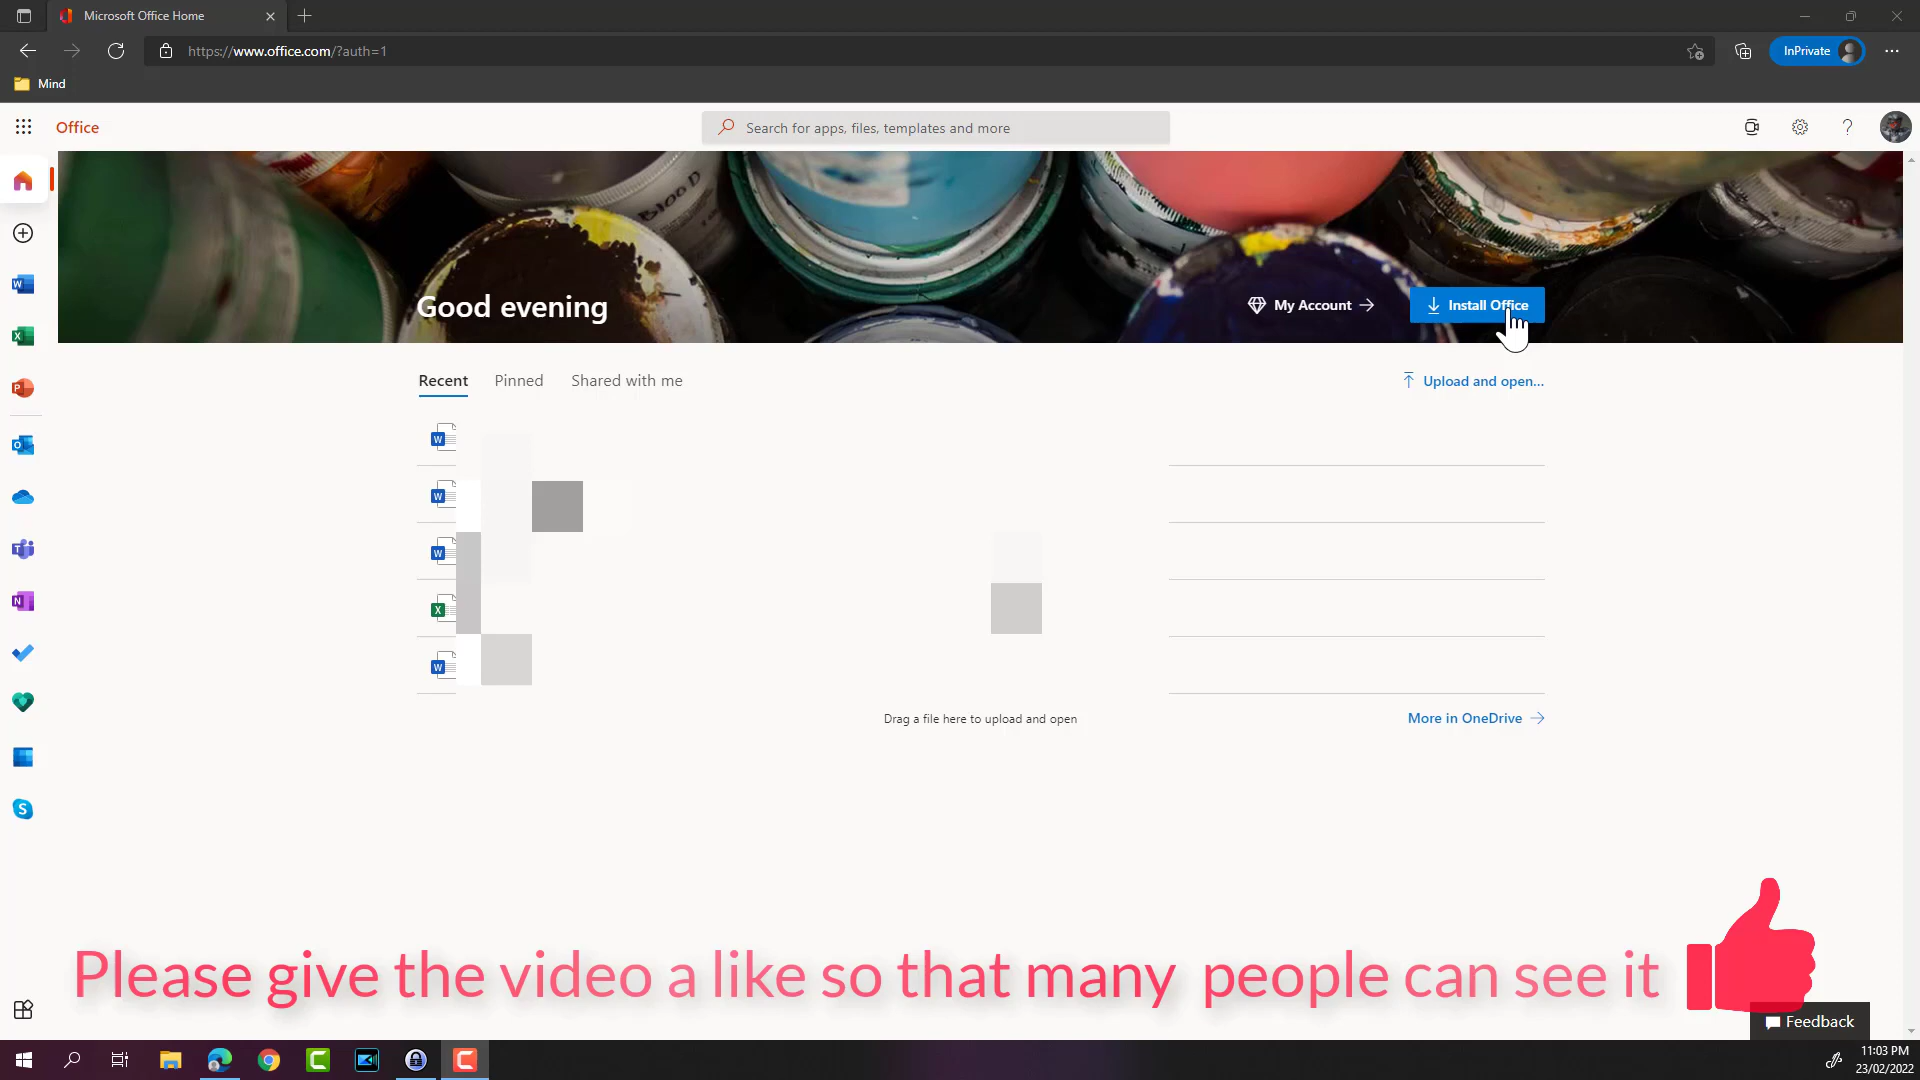 Microsoft Office Home
https://www.office.com/?auth=1
InPrivate
Mind
Office
Search for apps, files, templates and more
Blood D
Good evening
My Account
Install Office
Recent
Pinned
Shared with me
Upload and open...
Drag a file here to upload and open
More in OneDrive
Please give the video a like so that many people can see it
Feedback
11:03 PM
23/02/2022